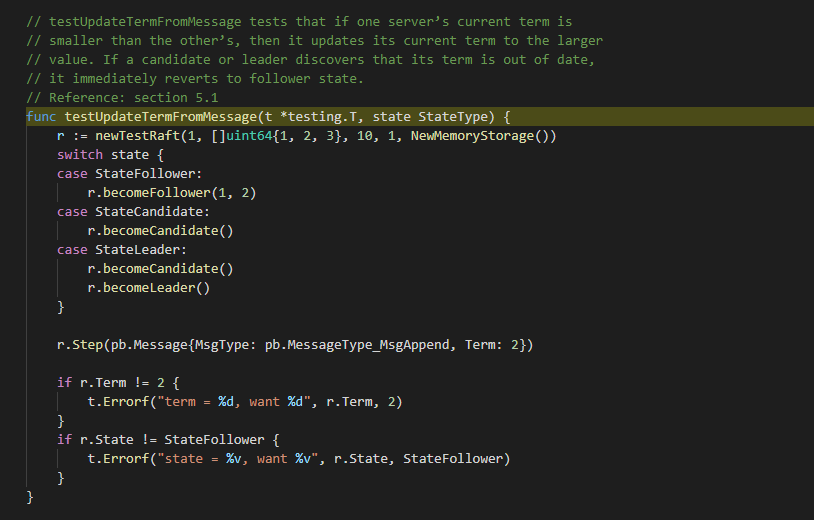 // testUpdateTermFromMessage tests that if one server’s current term is
// smaller than the other’s, then it updates its current term to the larger
// value. If a candidate or leader discovers that its term is out of date,
// it immediately reverts to follower state.
// Reference: section 5.1
func testUpdateTermFromMessage(t *testing.T, state StateType) {
    r := newTestRaft(1, []uint64{1, 2, 3}, 10, 1, NewMemoryStorage())
    switch state {
    case StateFollower:
        r.becomeFollower(1, 2)
    case StateCandidate:
        r.becomeCandidate()
    case StateLeader:
        r.becomeCandidate()
        r.becomeLeader()
    }

    r.Step(pb.Message{MsgType: pb.MessageType_MsgAppend, Term: 2})

    if r.Term != 2 {
        t.Errorf("term = %d, want %d", r.Term, 2)
    }
    if r.State != StateFollower {
        t.Errorf("state = %v, want %v", r.State, StateFollower)
    }
}